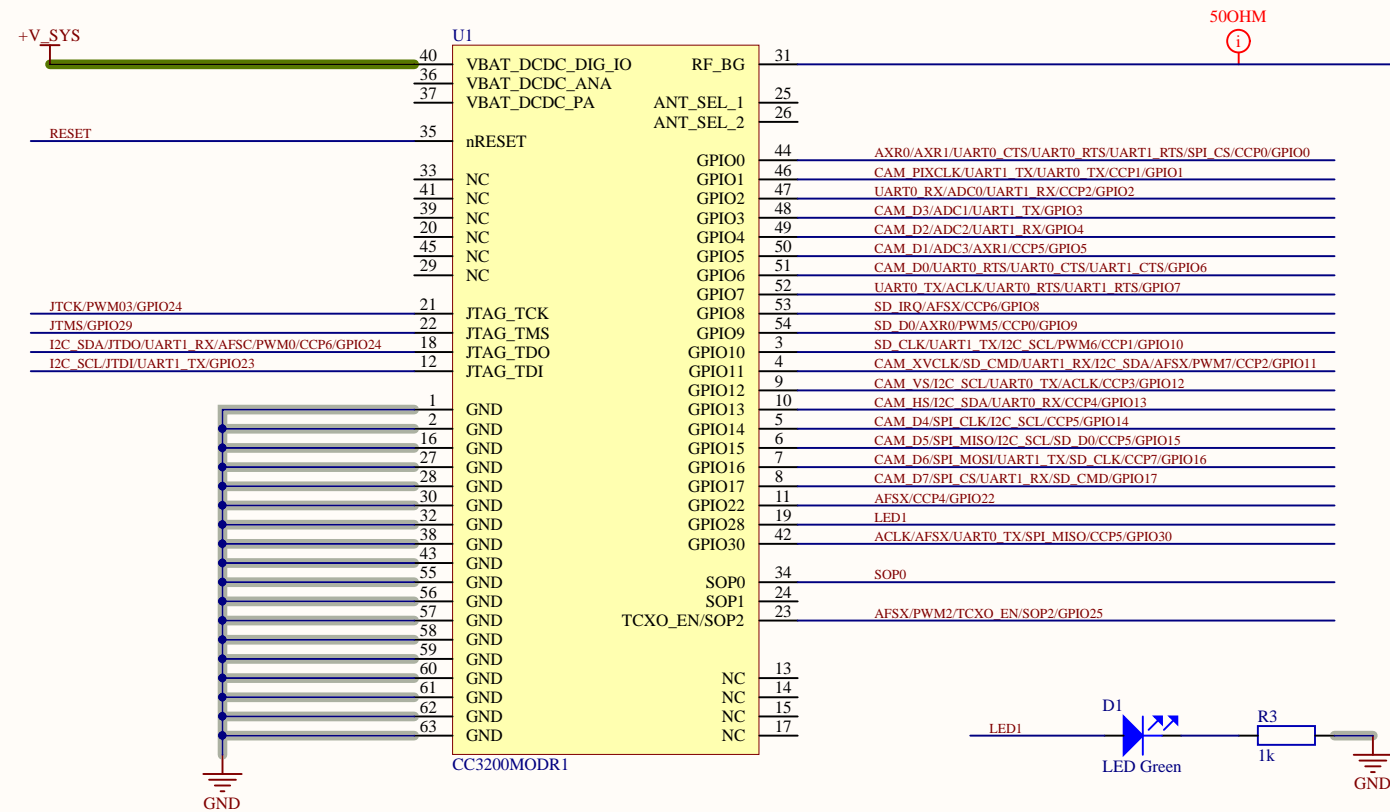 50OHM
i
+V_SYS
U1
40 VBAT_DCDC_DIG_IO RF_BG 31
36 VBAT_DCDC_ANA
37 VBAT_DCDC_PA ANT_SEL_1 25
ANT_SEL_2 26
RESET 35 nRESET
GPIO0 44 AXR0/AXR1/UART0_CTS/UART0_RTS/UART1_RTS/SPI_CS/CCP0/GPIO0
33 NC GPIO1 46 CAM_PIXCLK/UART1_TX/UART0_TX/CCP1/GPIO1
41 NC GPIO2 47 UART0_RX/ADC0/UART1_RX/CCP2/GPIO2
39 NC GPIO3 48 CAM_D3/ADC1/UART1_TX/GPIO3
20 NC GPIO4 49 CAM_D2/ADC2/UART1_RX/GPIO4
45 NC GPIO5 50 CAM_D1/ADC3/AXR1/CCP5/GPIO5
29 NC GPIO6 51 CAM_D0/UART0_RTS/UART0_CTS/UART1_CTS/GPIO6
GPIO7 52 UART0_TX/ACLK/UART0_RTS/UART1_RTS/GPIO7
JTCK/PWM03/GPIO24 21 JTAG_TCK GPIO8 53 SD_IRQ/AFSX/CCP6/GPIO8
JTMS/GPIO29 22 JTAG_TMS GPIO9 54 SD_D0/AXR0/PWM5/CCP0/GPIO9
I2C_SDA/JTDO/UART1_RX/AFSC/PWM0/CCP6/GPIO24 18 JTAG_TDO GPIO10 3 SD_CLK/UART1_TX/I2C_SCL/PWM6/CCP1/GPIO10
I2C_SCL/JTDI/UART1_TX/GPIO23 12 JTAG_TDI GPIO11 4 CAM_XVCLK/SD_CMD/UART1_RX/I2C_SDA/AFSX/PWM7/CCP2/GPIO11
GPIO12 9 CAM_VS/I2C_SCL/UART0_TX/ACLK/CCP3/GPIO12
1 GND GPIO13 10 CAM_HS/I2C_SDA/UART0_RX/CCP4/GPIO13
2 GND GPIO14 5 CAM_D4/SPI_CLK/I2C_SCL/CCP5/GPIO14
16 GND GPIO15 6 CAM_D5/SPI_MISO/I2C_SCL/SD_D0/CCP5/GPIO15
27 GND GPIO16 7 CAM_D6/SPI_MOSI/UART1_TX/SD_CLK/CCP7/GPIO16
28 GND GPIO17 8 CAM_D7/SPI_CS/UART1_RX/SD_CMD/GPIO17
30 GND GPIO22 11 AFSX/CCP4/GPIO22
32 GND GPIO28 19 LED1
38 GND GPIO30 42 ACLK/AFSX/UART0_TX/SPI_MISO/CCP5/GPIO30
43 GND
55 GND SOP0 34 SOP0
56 GND SOP1 24
57 GND TCXO_EN/SOP2 23 AFSX/PWM2/TCXO_EN/SOP2/GPIO25
58 GND
59 GND
60 GND NC 13
61 GND NC 14
62 GND NC 15
63 GND NC 17
CC3200MODR1
GND
D1
R3
LED1
LED Green
1k
GND